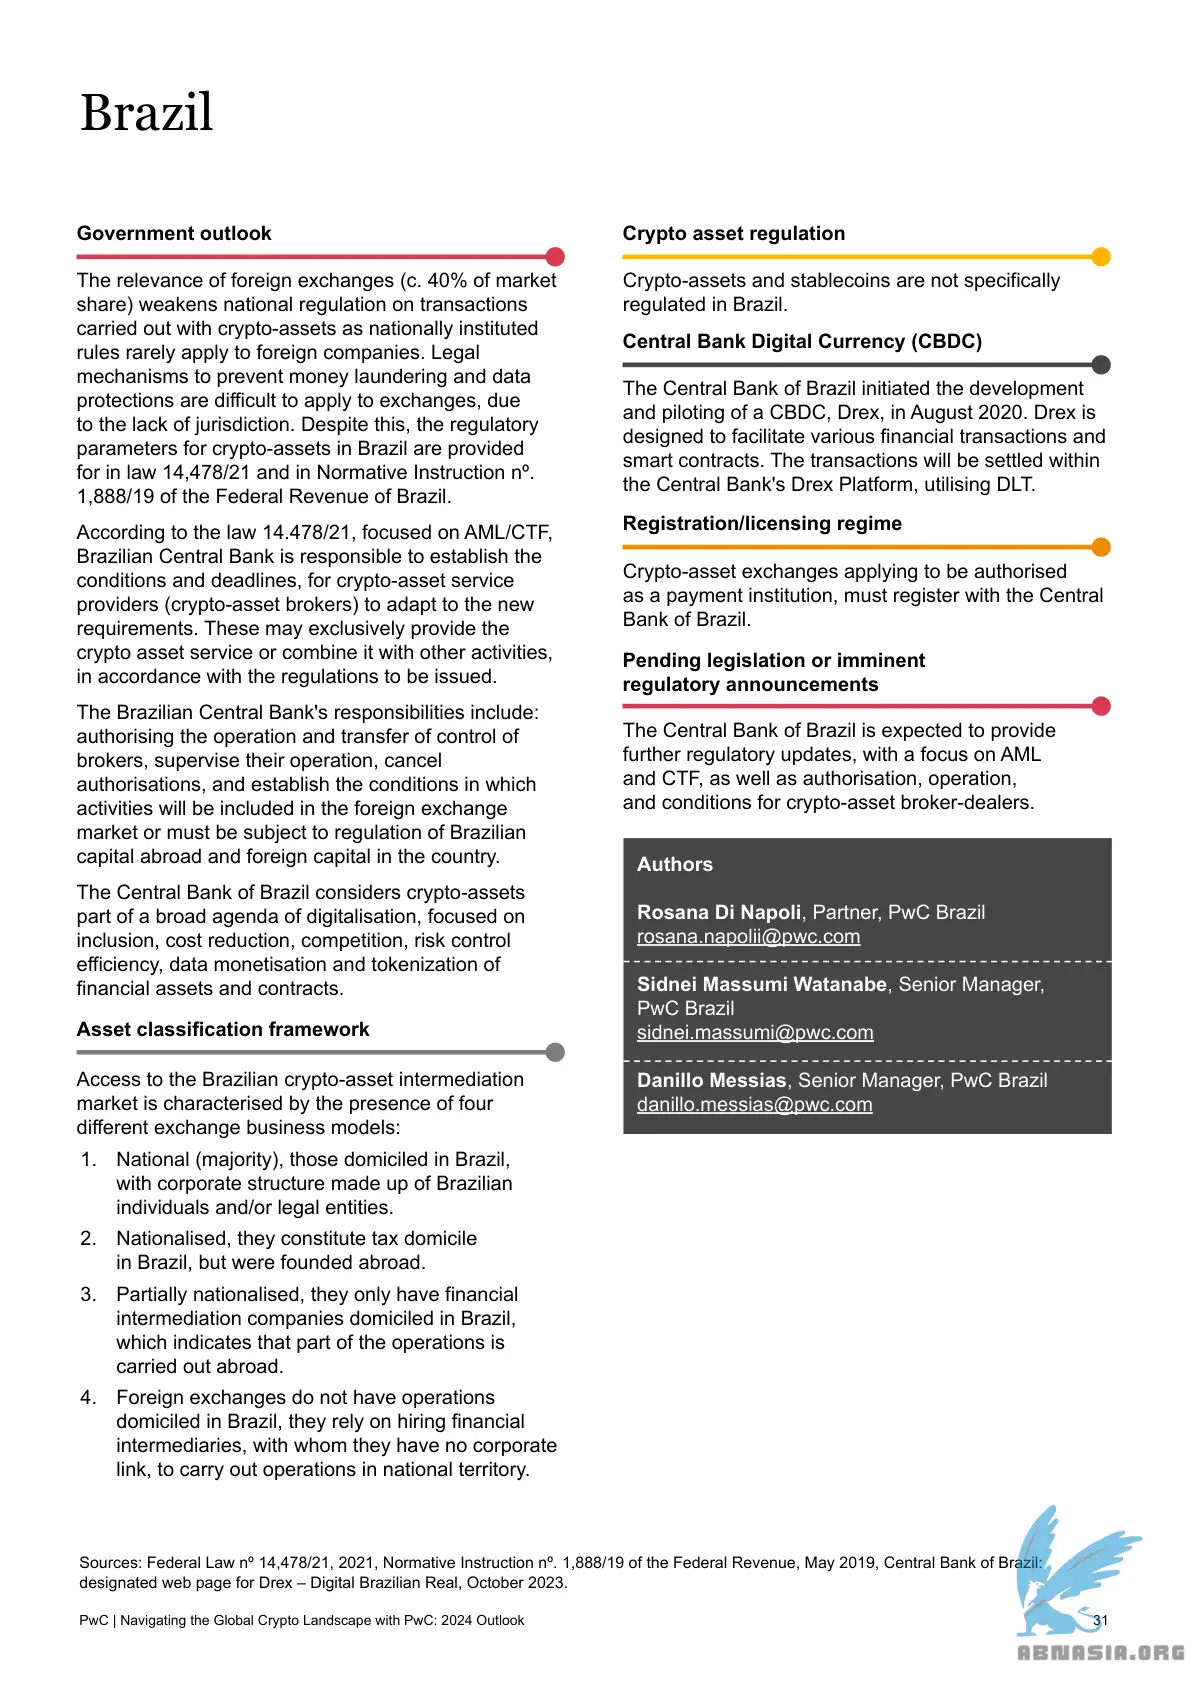 Brazil
Government outlook
The relevance of foreign exchanges (c. 40% of market
share) weakens national regulation on transactions
carried out with crypto-assets as nationally instituted
rules rarely apply to foreign companies. Legal
mechanisms to prevent money laundering and data
protections are difficult to apply to exchanges, due
to the lack of jurisdiction. Despite this, the regulatory
parameters for crypto-assets in Brazil are provided
for in law 14,478/21 and in Normative Instruction nº.
1,888/19 of the Federal Revenue of Brazil.
According to the law 14.478/21, focused on AML/CTF,
Brazilian Central Bank is responsible to establish the
conditions and deadlines, for crypto-asset service
providers (crypto-asset brokers) to adapt to the new
requirements. These may exclusively provide the
crypto asset service or combine it with other activities,
in accordance with the regulations to be issued.
The Brazilian Central Bank's responsibilities include:
authorising the operation and transfer of control of
brokers, supervise their operation, cancel
authorisations, and establish the conditions in which
activities will be included in the foreign exchange
market or must be subject to regulation of Brazilian
capital abroad and foreign capital in the country.
The Central Bank of Brazil considers crypto-assets
part of a broad agenda of digitalisation, focused on
inclusion, cost reduction, competition, risk control
efficiency, data monetisation and tokenization of
financial assets and contracts.
Asset classification framework
Access to the Brazilian crypto-asset intermediation
market is characterised by the presence of four
different exchange business models:
1. National (majority), those domiciled in Brazil,
with corporate structure made up of Brazilian
individuals and/or legal entities.
2. Nationalised, they constitute tax domicile
in Brazil, but were founded abroad.
3. Partially nationalised, they only have financial
intermediation companies domiciled in Brazil,
which indicates that part of the operations is
carried out abroad.
4. Foreign exchanges do not have operations
domiciled in Brazil, they rely on hiring financial
intermediaries, with whom they have no corporate
link, to carry out operations in national territory.
Crypto asset regulation
Crypto-assets and stablecoins are not specifically
regulated in Brazil.
Central Bank Digital Currency (CBDC)
The Central Bank of Brazil initiated the development
and piloting of a CBDC, Drex, in August 2020. Drex is
designed to facilitate various financial transactions and
smart contracts. The transactions will be settled within
the Central Bank's Drex Platform, utilising DLT.
Registration/licensing regime
Crypto-asset exchanges applying to be authorised
as a payment institution, must register with the Central
Bank of Brazil.
Pending legislation or imminent
regulatory announcements
The Central Bank of Brazil is expected to provide
further regulatory updates, with a focus on AML
and CTF, as well as authorisation, operation,
and conditions for crypto-asset broker-dealers.
Authors
Rosana Di Napoli, Partner, PwC Brazil
rosana.napolii@pwc.com
Sidnei Massumi Watanabe, Senior Manager,
PwC Brazil
sidnei.massumi@pwc.com
Danillo Messias, Senior Manager, PwC Brazil
danillo.messias@pwc.com
Sources: Federal Law nº 14,478/21, 2021, Normative Instruction nº. 1,888/19 of the Federal Revenue, May 2019, Central Bank of Brazil:
designated web page for Drex – Digital Brazilian Real, October 2023.
PwC | Navigating the Global Crypto Landscape with PwC: 2024 Outlook
31
ABNASIA.ORG